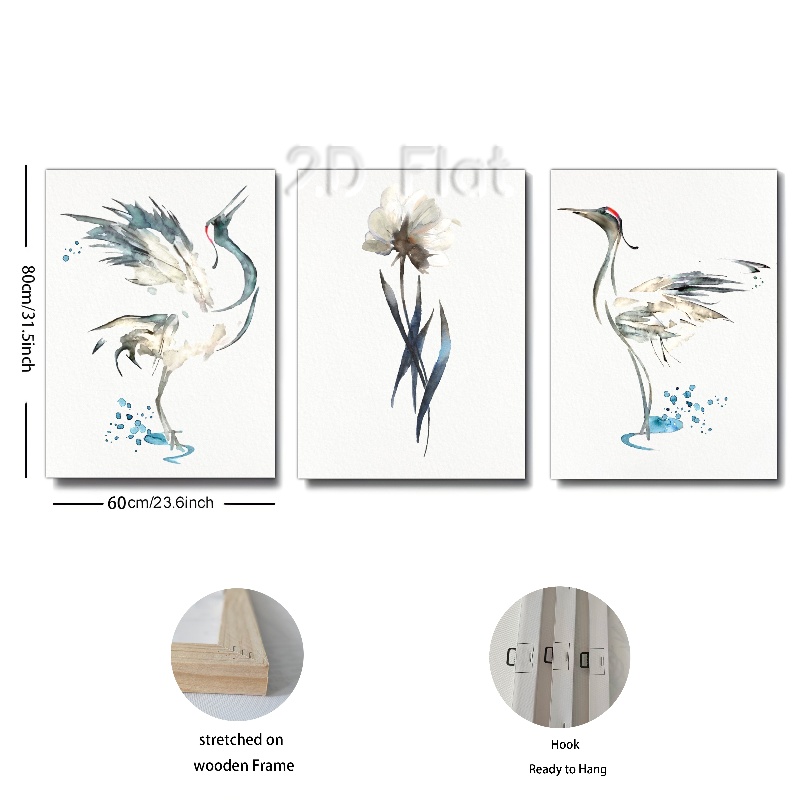 2D Flat
80cm/31.5inch
60cm/23.6inch
stretched on
wooden Frame
Hook
Ready to Hang